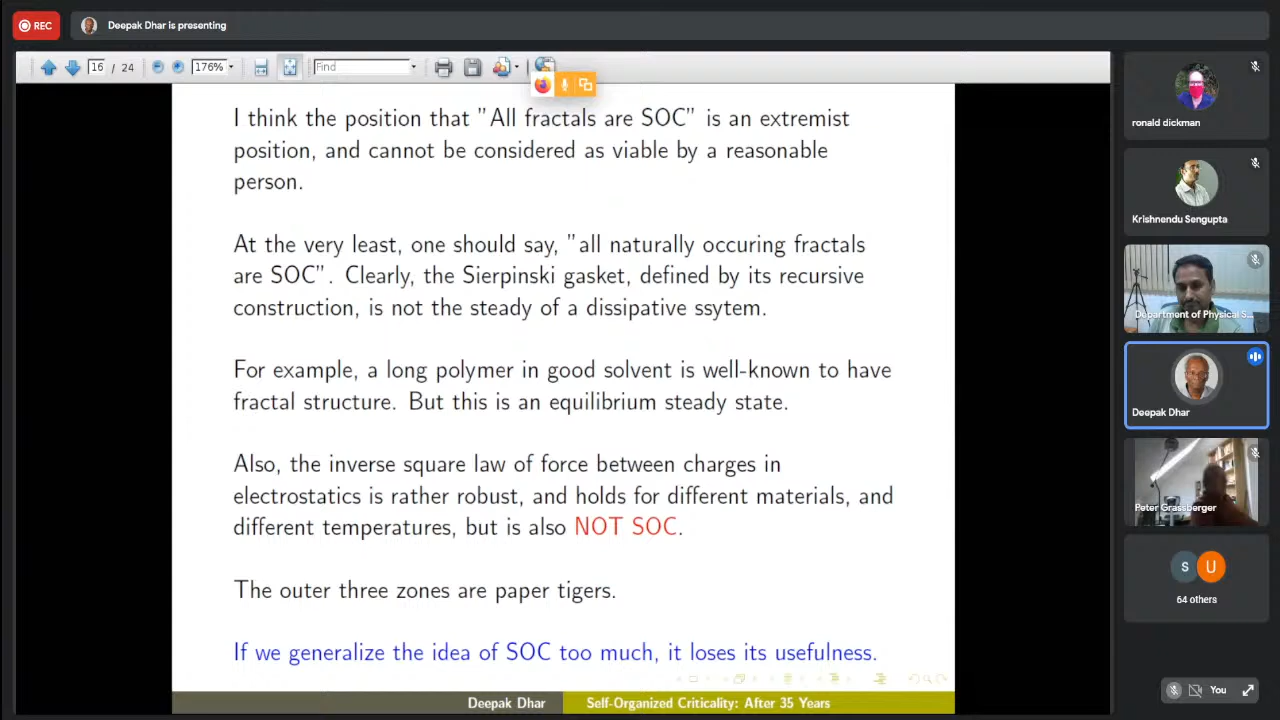 REC
Deepak Dhar is presenting
16 / 24
176%
Find
I think the position that "All fractals are SOC" is an extremist
position, and cannot be considered as viable by a reasonable
person.
At the very least, one should say, "all naturally occuring fractals
are SOC". Clearly, the Sierpinski gasket, defined by its recursive
construction, is not the steady of a dissipative ssytem.
For example, a long polymer in good solvent is well-known to have
fractal structure. But this is an equilibrium steady state.
Also, the inverse square law of force between charges in
electrostatics is rather robust, and holds for different materials, and
different temperatures, but is also NOT SOC.
The outer three zones are paper tigers.
If we generalize the idea of SOC too much, it loses its usefulness.
Deepak Dhar
Self-Organized Criticality: After 35 Years
ronald dickman
Krishnendu Sengupta
Department of Physical S...
Deepak Dhar
Peter Grassberger
S U
64 others
You